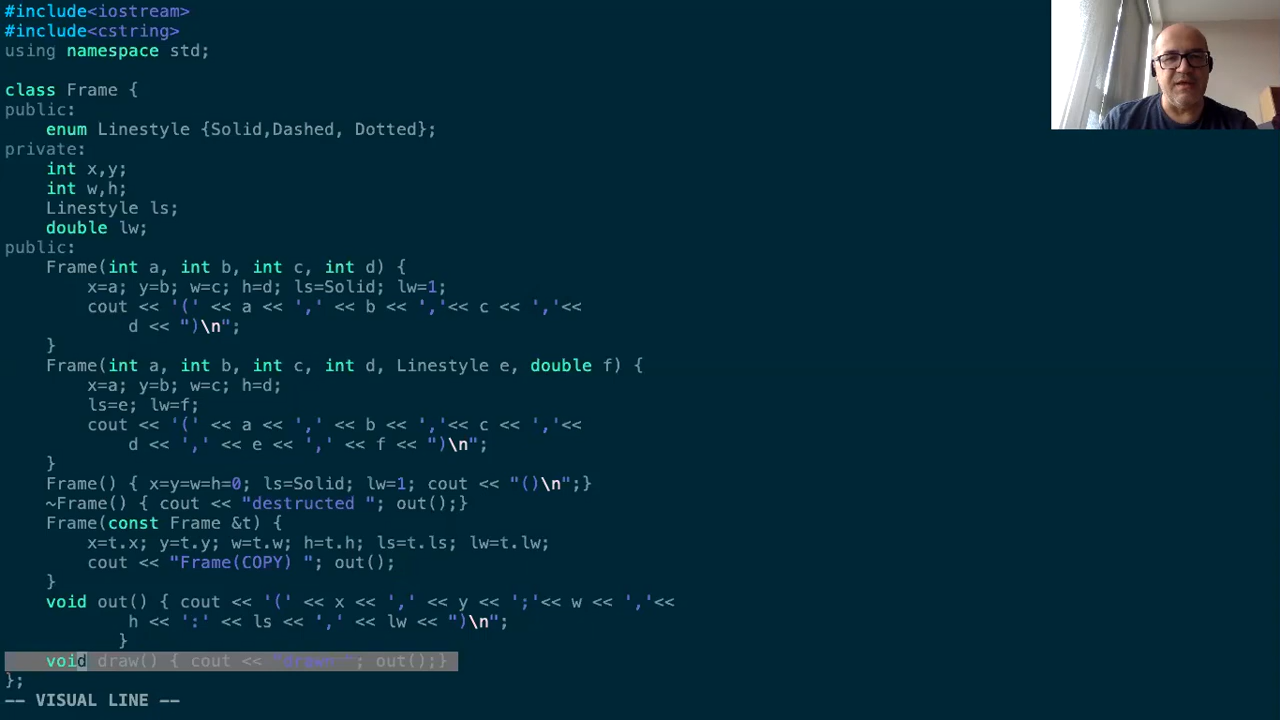 #include<iostream>
#include<cstring>
using namespace std;
class Frame {
public:
    enum Linestyle {Solid,Dashed, Dotted};
private:
    int x,y;
    int w,h;
    Linestyle ls;
    double lw;
public:
    Frame(int a, int b, int c, int d) {
        x=a; y=b; w=c; h=d; ls=Solid; lw=1;
        cout << '(' << a << ',' << b << ','<< c << ','<<
            d << ")\n";
    }
    Frame(int a, int b, int c, int d, Linestyle e, double f) {
        x=a; y=b; w=c; h=d;
        ls=e; lw=f;
        cout << '(' << a << ',' << b << ','<< c << ','<<
            d << ',' << e << ',' << f << ")\n";
    }
    Frame() { x=y=w=h=0; ls=Solid; lw=1; cout << "()\n";}
    ~Frame() { cout << "destructed "; out();}
    Frame(const Frame &t) {
        x=t.x; y=t.y; w=t.w; h=t.h; ls=t.ls; lw=t.lw;
        cout << "Frame(COPY) "; out();
    }
    void out() { cout << '(' << x << ',' << y << ';'<< w << ','<<
            h << ':' << ls << ',' << lw << ")\n";
           }
    void draw() { cout << "drawn "; out();}
};
-- VISUAL LINE --